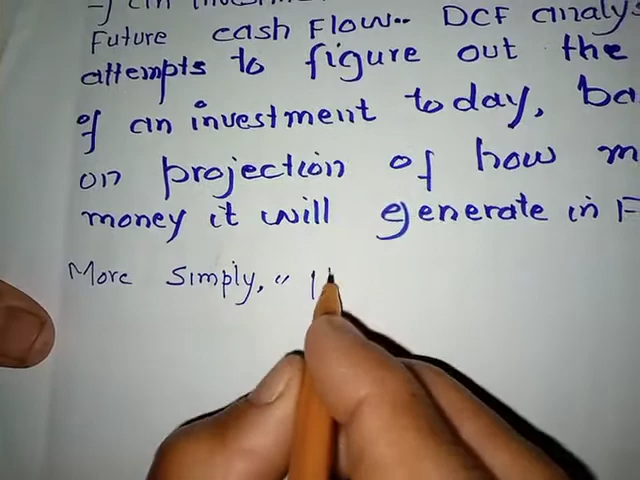 Future cash Flow.. DCF analys
attempts to figure out the
of an investment today, ba
on projection of how m
money it will generate in F
More Simply, "